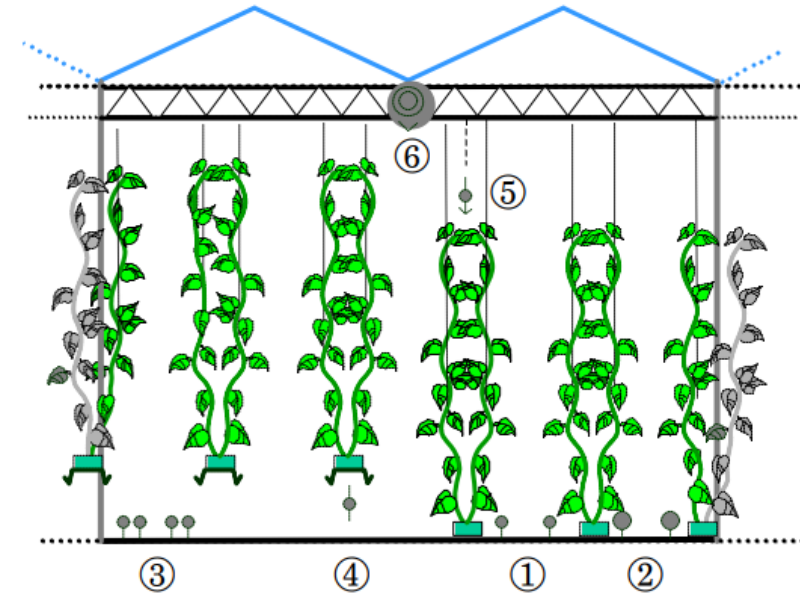 ⑥
⑤
③ ④ ① ②